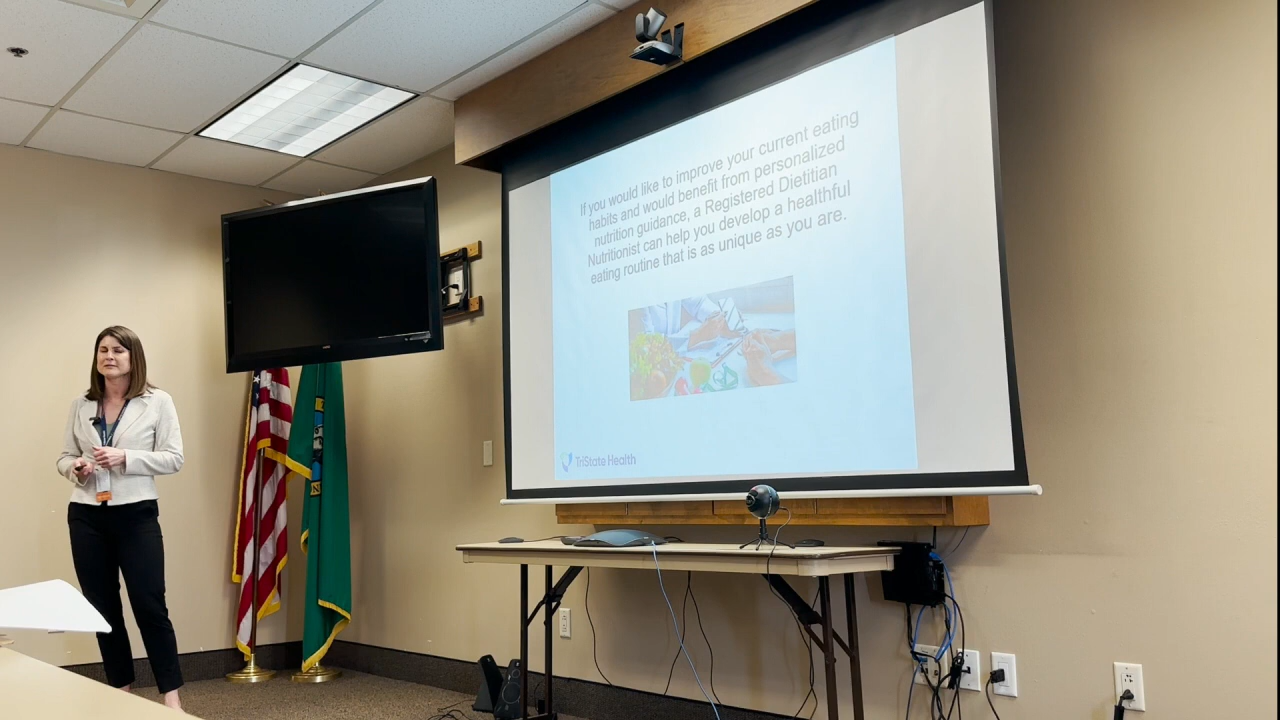 If you would like to improve your current eating
habits and would benefit from personalized
nutrition guidance, a Registered Dietitian
Nutritionist can help you develop a healthful
eating routine that is as unique as you are.
TriState Health